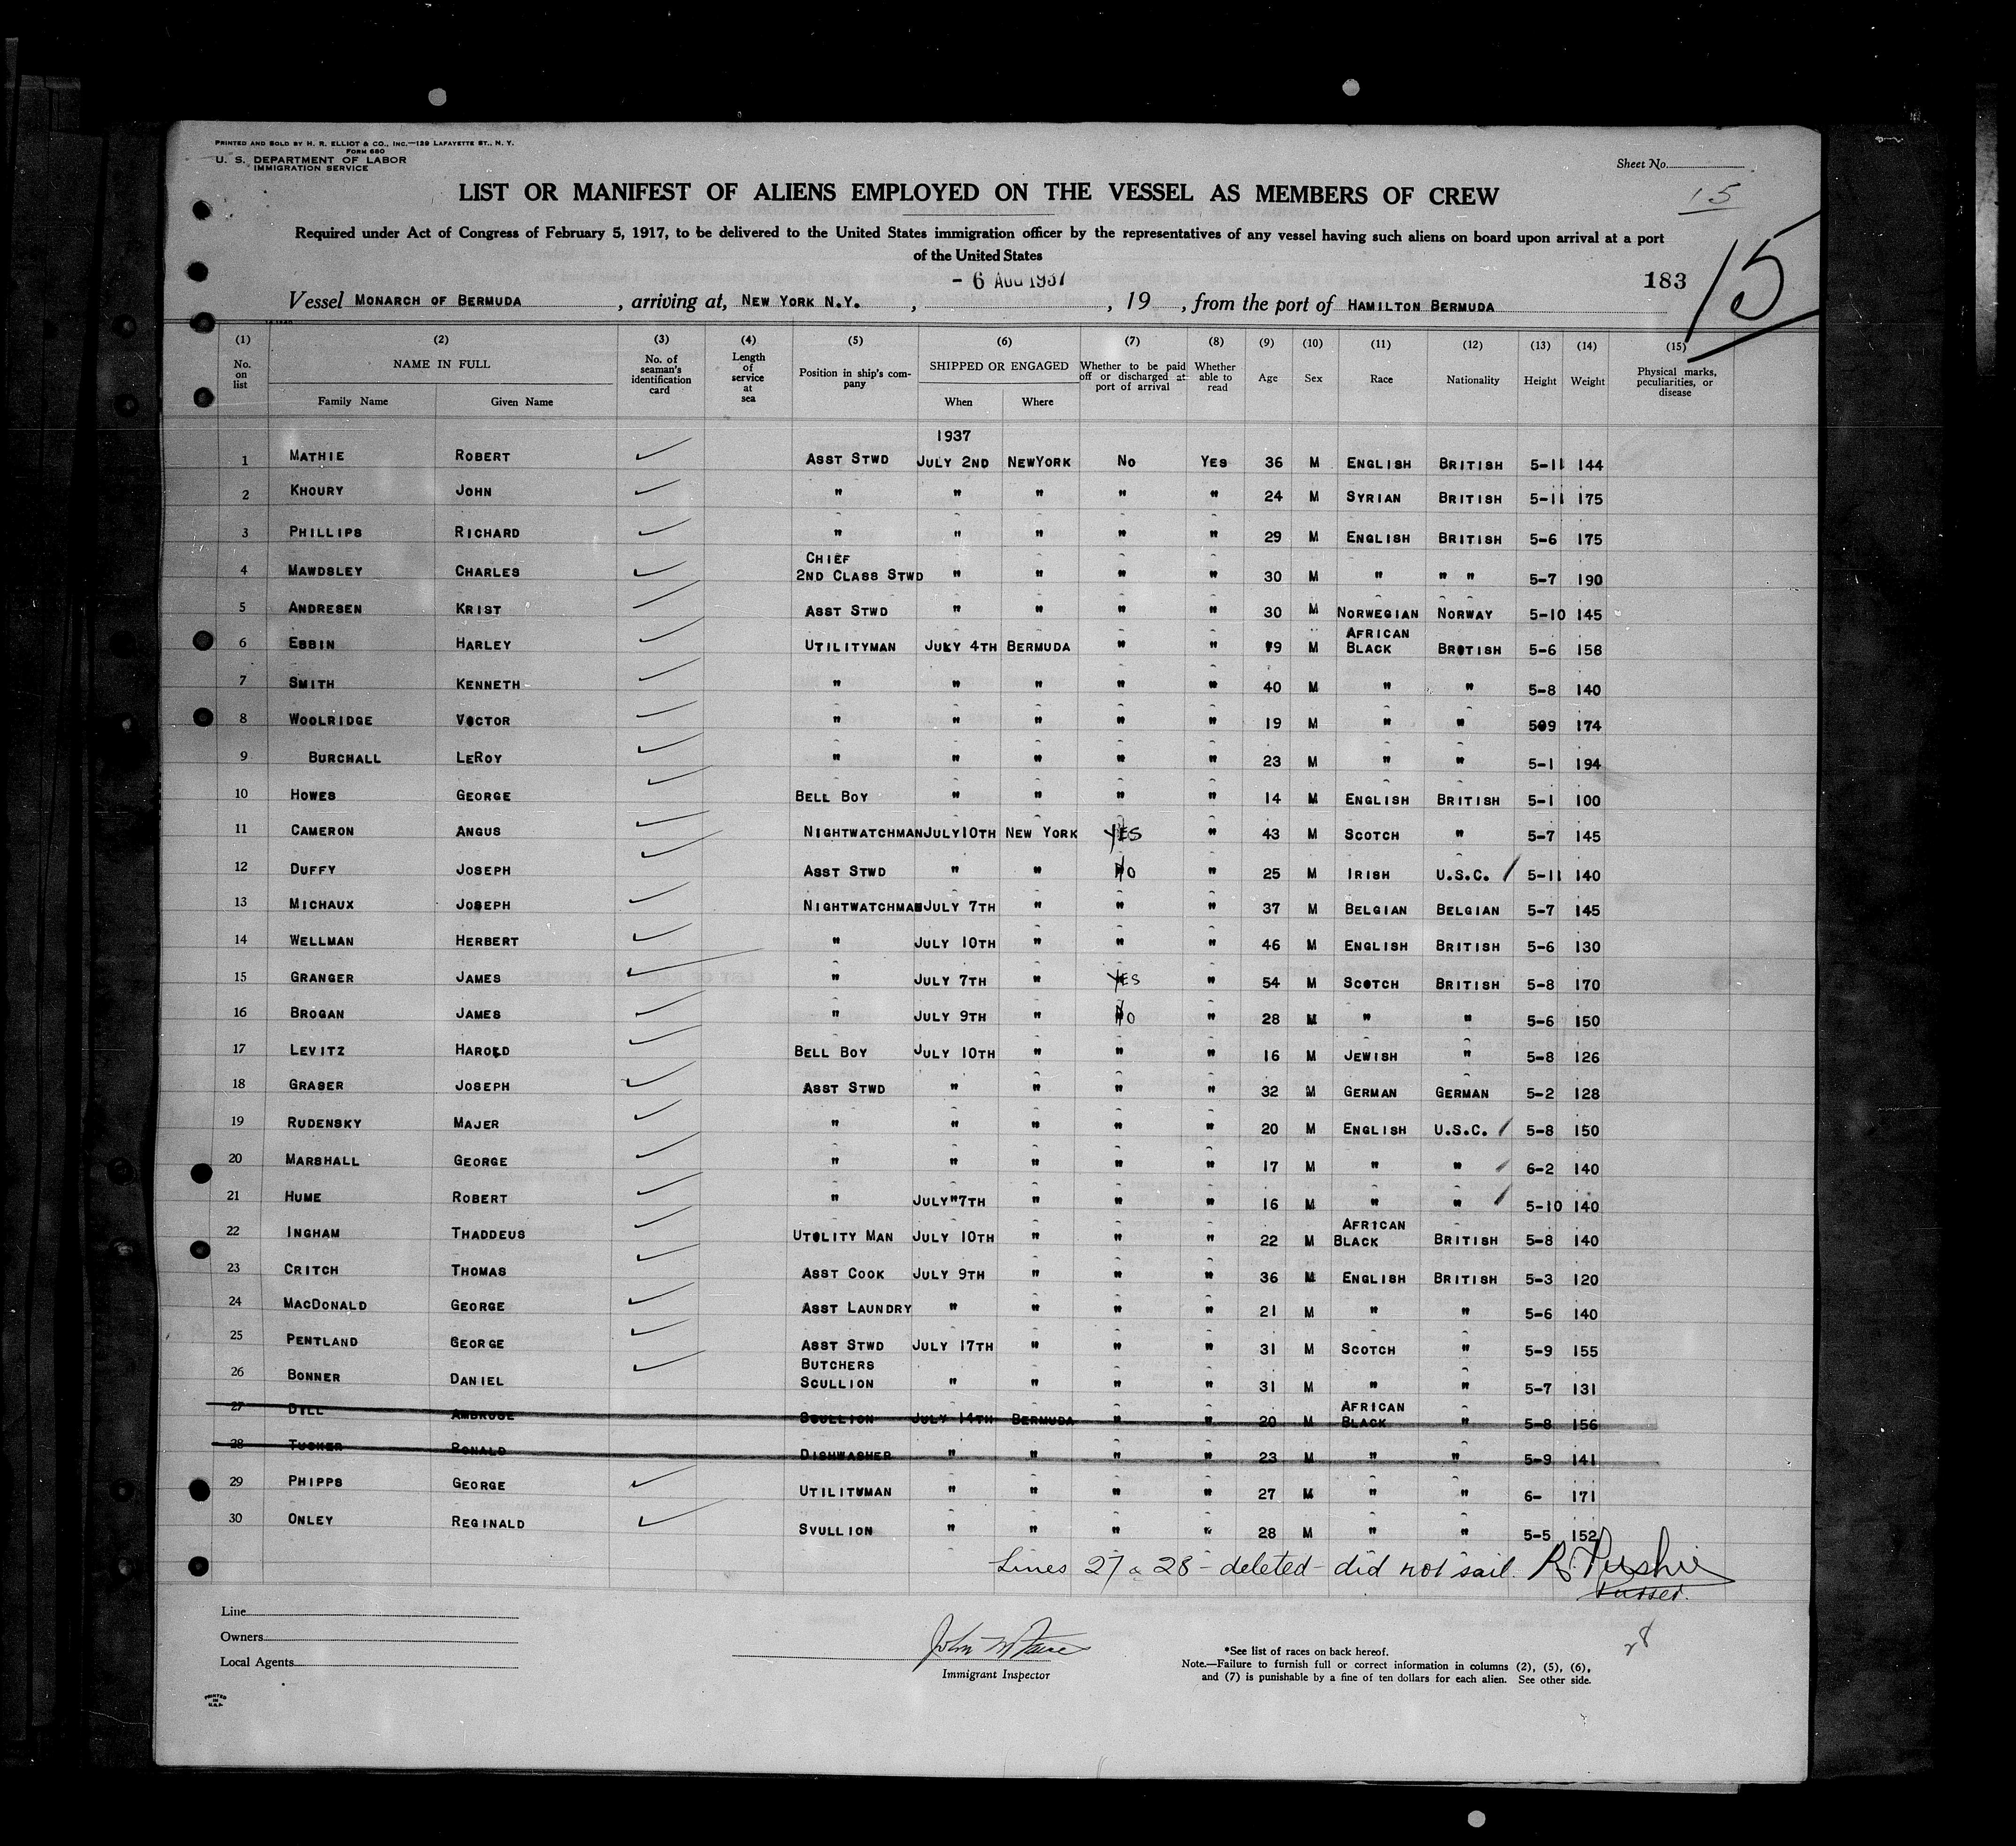 PRINTED AND SOLD BY H. R. ELLIOT & CO., INC.—129 LAFAYETTE ST., N. Y.
FORM 680
U. S. DEPARTMENT OF LABOR
IMMIGRATION SERVICE
Sheet No.
15
LIST OR MANIFEST OF ALIENS EMPLOYED ON THE VESSEL AS MEMBERS OF CREW
Required under Act of Congress of February 5, 1917, to be delivered to the United States immigration officer by the representatives of any vessel having such aliens on board upon arrival at a port
of the United States
183
15
Vessel MONARCH OF BERMUDA, arriving at, NEW YORK N.Y., - 6 AUG 1937, 19 , from the port of HAMILTON BERMUDA
(1) No. on list (2) NAME IN FULL Family Name Given Name (3) No. of seaman's identification card (4) Length of service at sea (5) Position in ship's company (6) SHIPPED OR ENGAGED When Where (7) Whether to be paid off or discharged at port of arrival (8) Whether able to read (9) Age (10) Sex (11) Race (12) Nationality (13) Height (14) Weight (15) Physical marks, peculiarities, or disease
1937
1 MATHIE ROBERT ASST STWD JULY 2ND NEWYORK NO YES 36 M ENGLISH BRITISH 5-11 144
2 KHOURY JOHN " " " " " 24 M SYRIAN BRITISH 5-11 175
3 PHILLIPS RICHARD " " " " " 29 M ENGLISH BRITISH 5-6 175
4 MAWDSLEY CHARLES CHIEF 2ND CLASS STWD " " " " 30 M " " " 5-7 190
5 ANDRESEN KRIST ASST STWD " " " " 30 M NORWEGIAN NORWAY 5-10 145
6 EBBIN HARLEY UTILITYMAN JULY 4TH BERMUDA " " 19 M AFRICAN BLACK BRITISH 5-6 158
7 SMITH KENNETH " " " " " 40 M " " 5-8 140
8 WOOLRIDGE VICTOR " " " " " 19 M " " 5-9 174
9 BURCHALL LEROY " " " " " 23 M " " 5-1 194
10 HOWES GEORGE BELL BOY " " " " 14 M ENGLISH BRITISH 5-1 100
11 CAMERON ANGUS NIGHTWATCHMAN JULY10TH NEW YORK YES " 43 M SCOTCH " 5-7 145
12 DUFFY JOSEPH ASST STWD " " NO " 25 M IRISH U.S.C. 5-11 140
13 MICHAUX JOSEPH NIGHTWATCHMAN JULY 7TH " " " 37 M BELGIAN BELGIAN 5-7 145
14 WELLMAN HERBERT " JULY 10TH " " " 46 M ENGLISH BRITISH 5-6 130
15 GRANGER JAMES " JULY 7TH " YES " 54 M SCOTCH BRITISH 5-8 170
16 BROGAN JAMES " JULY 9TH " NO " 28 M " " 5-6 150
17 LEVITZ HAROLD BELL BOY JULY 10TH " " " 16 M JEWISH " 5-8 126
18 GRASER JOSEPH ASST STWD " " " " 32 M GERMAN GERMAN 5-2 128
19 RUDENSKY MAJER " " " " " 20 M ENGLISH U.S.C. 5-8 150
20 MARSHALL GEORGE " " " " " 17 M " " 6-2 140
21 HUME ROBERT " JULY"7TH " " " 16 M " " 5-10 140
22 INGHAM THADDEUS UTILITY MAN JULY 10TH " " " 22 M AFRICAN BLACK BRITISH 5-8 140
23 CRITCH THOMAS ASST COOK JULY 9TH " " " 36 M ENGLISH BRITISH 5-3 120
24 MACDONALD GEORGE ASST LAUNDRY " " " " 21 M " " 5-6 140
25 PENTLAND GEORGE ASST STWD JULY 17TH " " " 31 M SCOTCH " 5-9 155
26 BONNER DANIEL BUTCHERS SCULLION " " " " 31 M " " 5-7 131
27 DILL AMBROSE SCULLION JULY 14TH BERMUDA " " 20 M AFRICAN BLACK " 5-8 156
28 TUCKER RONALD DISHWASHER " " " " 23 M " " 5-9 141
29 PHIPPS GEORGE UTILITYMAN " " " " 27 M " " 6- 171
30 ONLEY REGINALD SVULLION " " " " 28 M " " 5-5 152
Lines 27 & 28 - deleted - did not sail.
Purser.
Line
Owners
Local Agents
John
Immigrant Inspector
*See list of races on back hereof.
Note.—Failure to furnish full or correct information in columns (2), (5), (6),
and (7) is punishable by a fine of ten dollars for each alien. See other side.
28
PRINTED
IN
U.S.A.